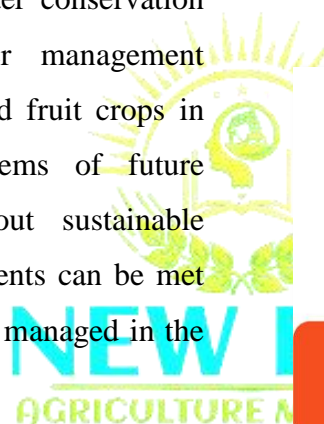 er conservation
r management
d fruit crops in
ems of future
out sustainable
ents can be met
managed in the
NEW
AGRICULTURE